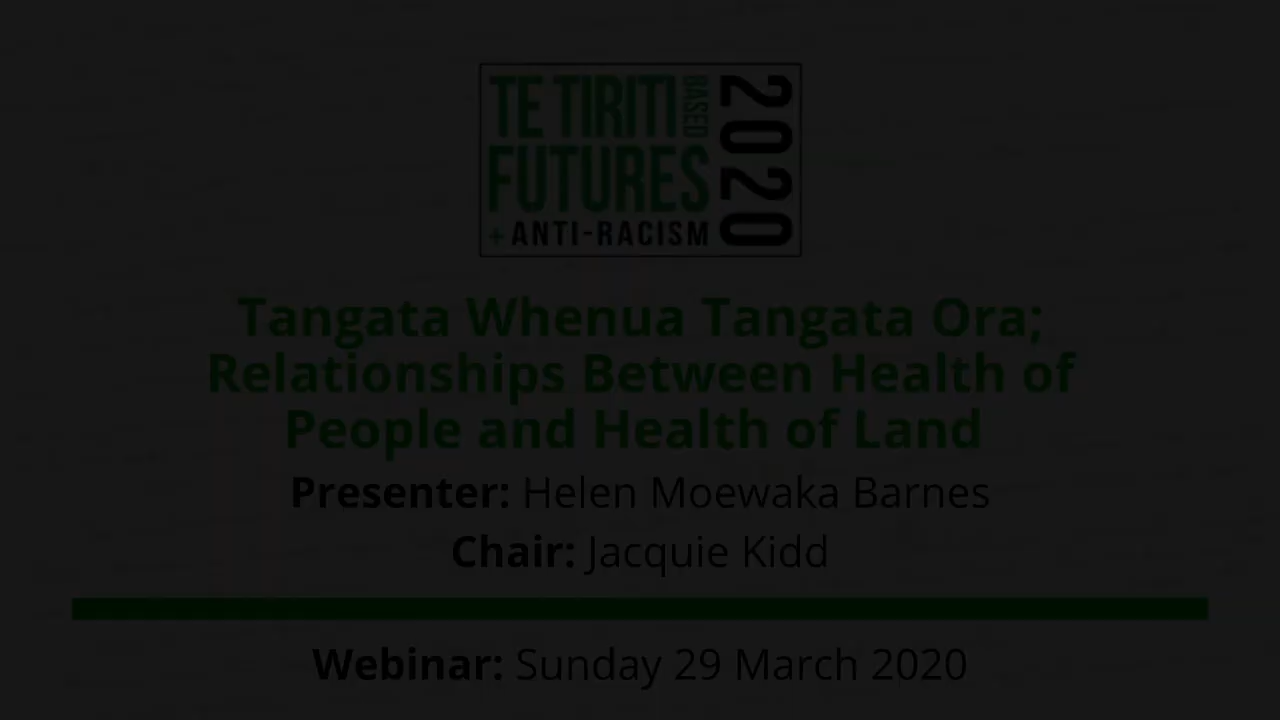 TE TIRITI BASED
FUTURES
+ ANTI-RACISM
2020
Tangata Whenua Tangata Ora;
Relationships Between Health of
People and Health of Land
Presenter: Helen Moewaka Barnes
Chair: Jacquie Kidd
Webinar: Sunday 29 March 2020